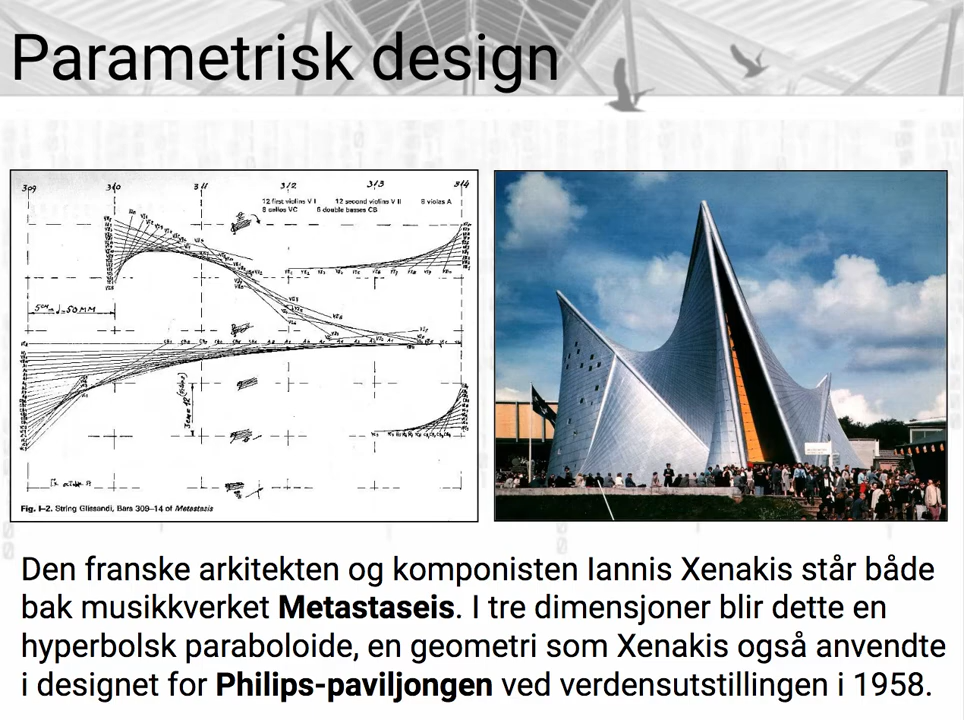 Parametrisk design
309 310 311 312 313 314
12 first violins V I 12 second violins V II 8 violas A
8 cellos VC 6 double basses CB
Fig. I–2. String Glissandi, Bars 309–14 of Metastasis
Den franske arkitekten og komponisten Iannis Xenakis står både
bak musikkverket Metastaseis. I tre dimensjoner blir dette en
hyperbolsk paraboloide, en geometri som Xenakis også anvendte
i designet for Philips-paviljongen ved verdensutstillingen i 1958.